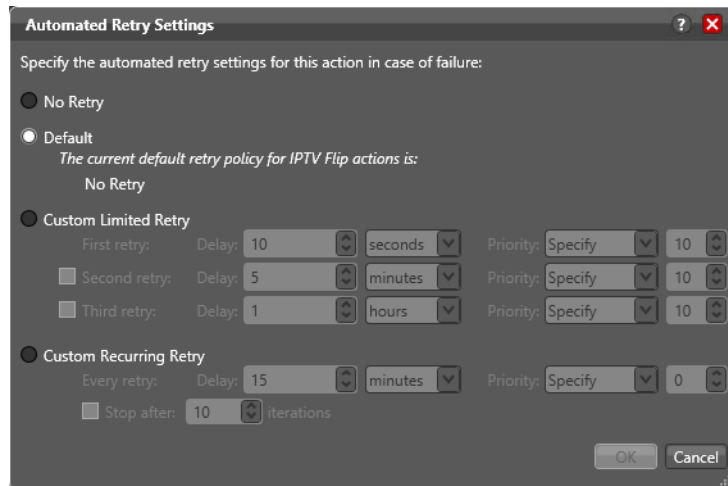 Automated Retry Settings ?
Specify the automated retry settings for this action in case of failure:
No Retry
Default
The current default retry policy for IPTV Flip actions is:
No Retry
Custom Limited Retry
First retry: Delay: 10 seconds Priority: Specify 10
Second retry: Delay: 5 minutes Priority: Specify 10
Third retry: Delay: 1 hours Priority: Specify 10
Custom Recurring Retry
Every retry: Delay: 15 minutes Priority: Specify 0
Stop after: 10 iterations
OK Cancel